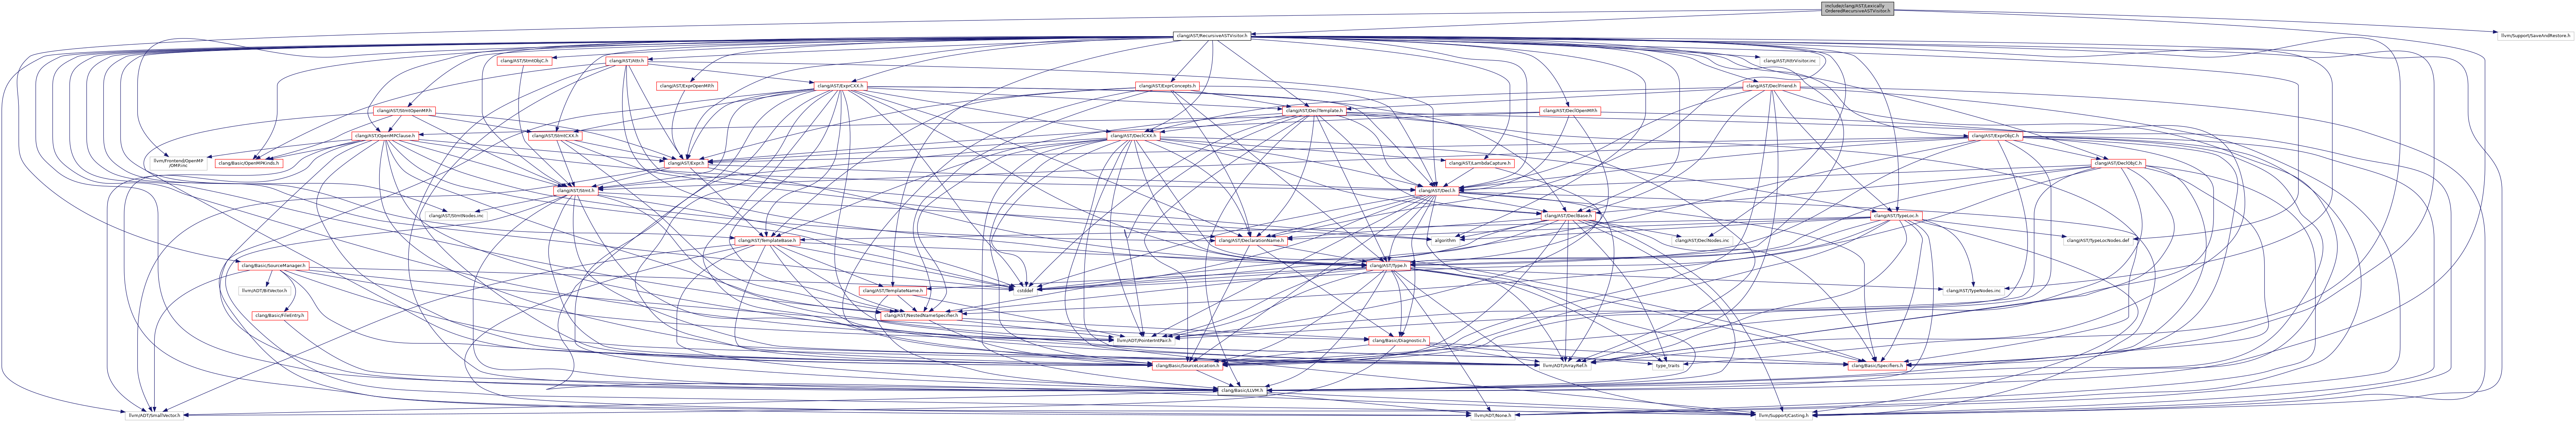 include/clang/AST/Lexically
OrderedRecursiveASTVisitor.h
clang/AST/RecursiveASTVisitor.h
llvm/Support/SaveAndRestore.h
clang/AST/StmtObjC.h
clang/AST/Attr.h
clang/AST/AttrVisitor.inc
clang/AST/ExprOpenMP.h
clang/AST/ExprCXX.h
clang/AST/ExprConcepts.h
clang/AST/DeclFriend.h
clang/AST/StmtOpenMP.h
clang/AST/DeclTemplate.h
clang/AST/DeclOpenMP.h
clang/AST/OpenMPClause.h
clang/AST/StmtCXX.h
clang/AST/DeclCXX.h
clang/AST/ExprObjC.h
llvm/Frontend/OpenMP
/OMP.inc
clang/Basic/OpenMPKinds.h
clang/AST/Expr.h
clang/AST/LambdaCapture.h
clang/AST/DeclObjC.h
clang/AST/Stmt.h
clang/AST/Decl.h
clang/AST/StmtNodes.inc
clang/AST/DeclBase.h
clang/AST/TypeLoc.h
clang/AST/TemplateBase.h
clang/AST/DeclarationName.h
algorithm
clang/AST/DeclNodes.inc
clang/AST/TypeLocNodes.def
clang/Basic/SourceManager.h
clang/AST/Type.h
llvm/ADT/BitVector.h
clang/AST/TemplateName.h
cstddef
clang/AST/TypeNodes.inc
clang/Basic/FileEntry.h
clang/AST/NestedNameSpecifier.h
llvm/ADT/PointerIntPair.h
clang/Basic/Diagnostic.h
clang/Basic/SourceLocation.h
llvm/ADT/ArrayRef.h
type_traits
clang/Basic/Specifiers.h
clang/Basic/LLVM.h
llvm/ADT/SmallVector.h
llvm/ADT/None.h
llvm/Support/Casting.h